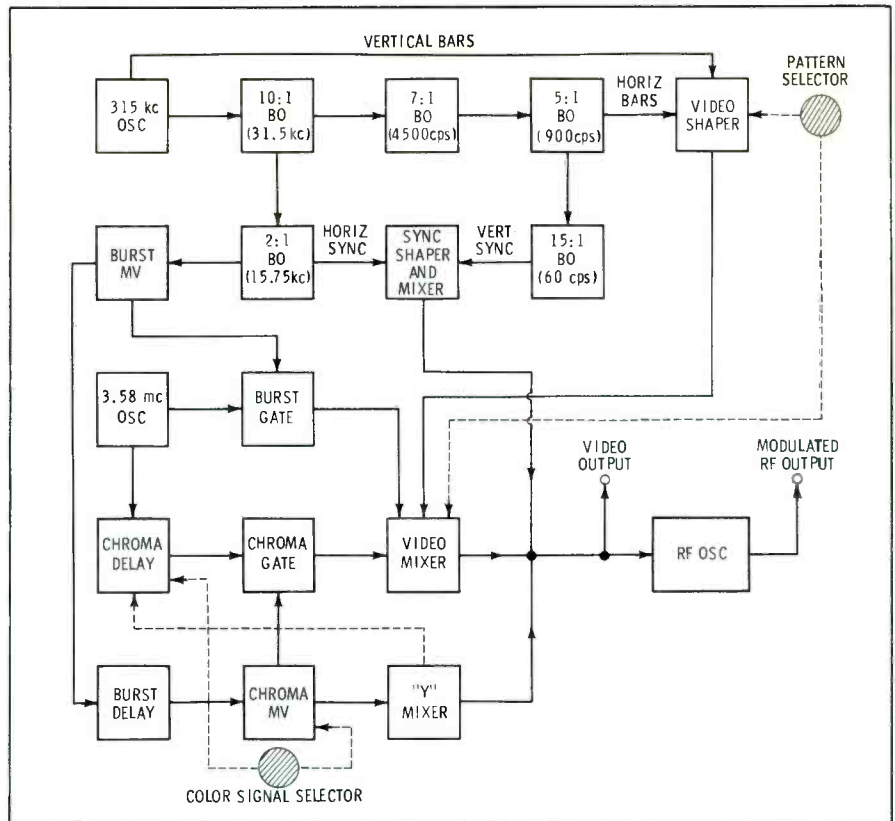 VERTICAL BARS
PATTERN
SELECTOR
315 kc
OSC
10:1
BO
(31.5kc)
7:1
BO
(4500cps)
5:1
BO
(900cps)
HORIZ
BARS
VIDEO
SHAPER
BURST
MV
2:1
BO
(15.75kc)
HORIZ
SYNC
SYNC
SHAPER
AND
MIXER
VERT
SYNC
15:1
BO
(60 cps)
3.58 mc
OSC
BURST
GATE
VIDEO
OUTPUT
MODULATED
RF OUTPUT
CHROMA
DELAY
CHROMA
GATE
VIDEO
MIXER
RF OSC
BURST
DELAY
CHROMA
MV
"Y"
MIXER
COLOR SIGNAL SELECTOR